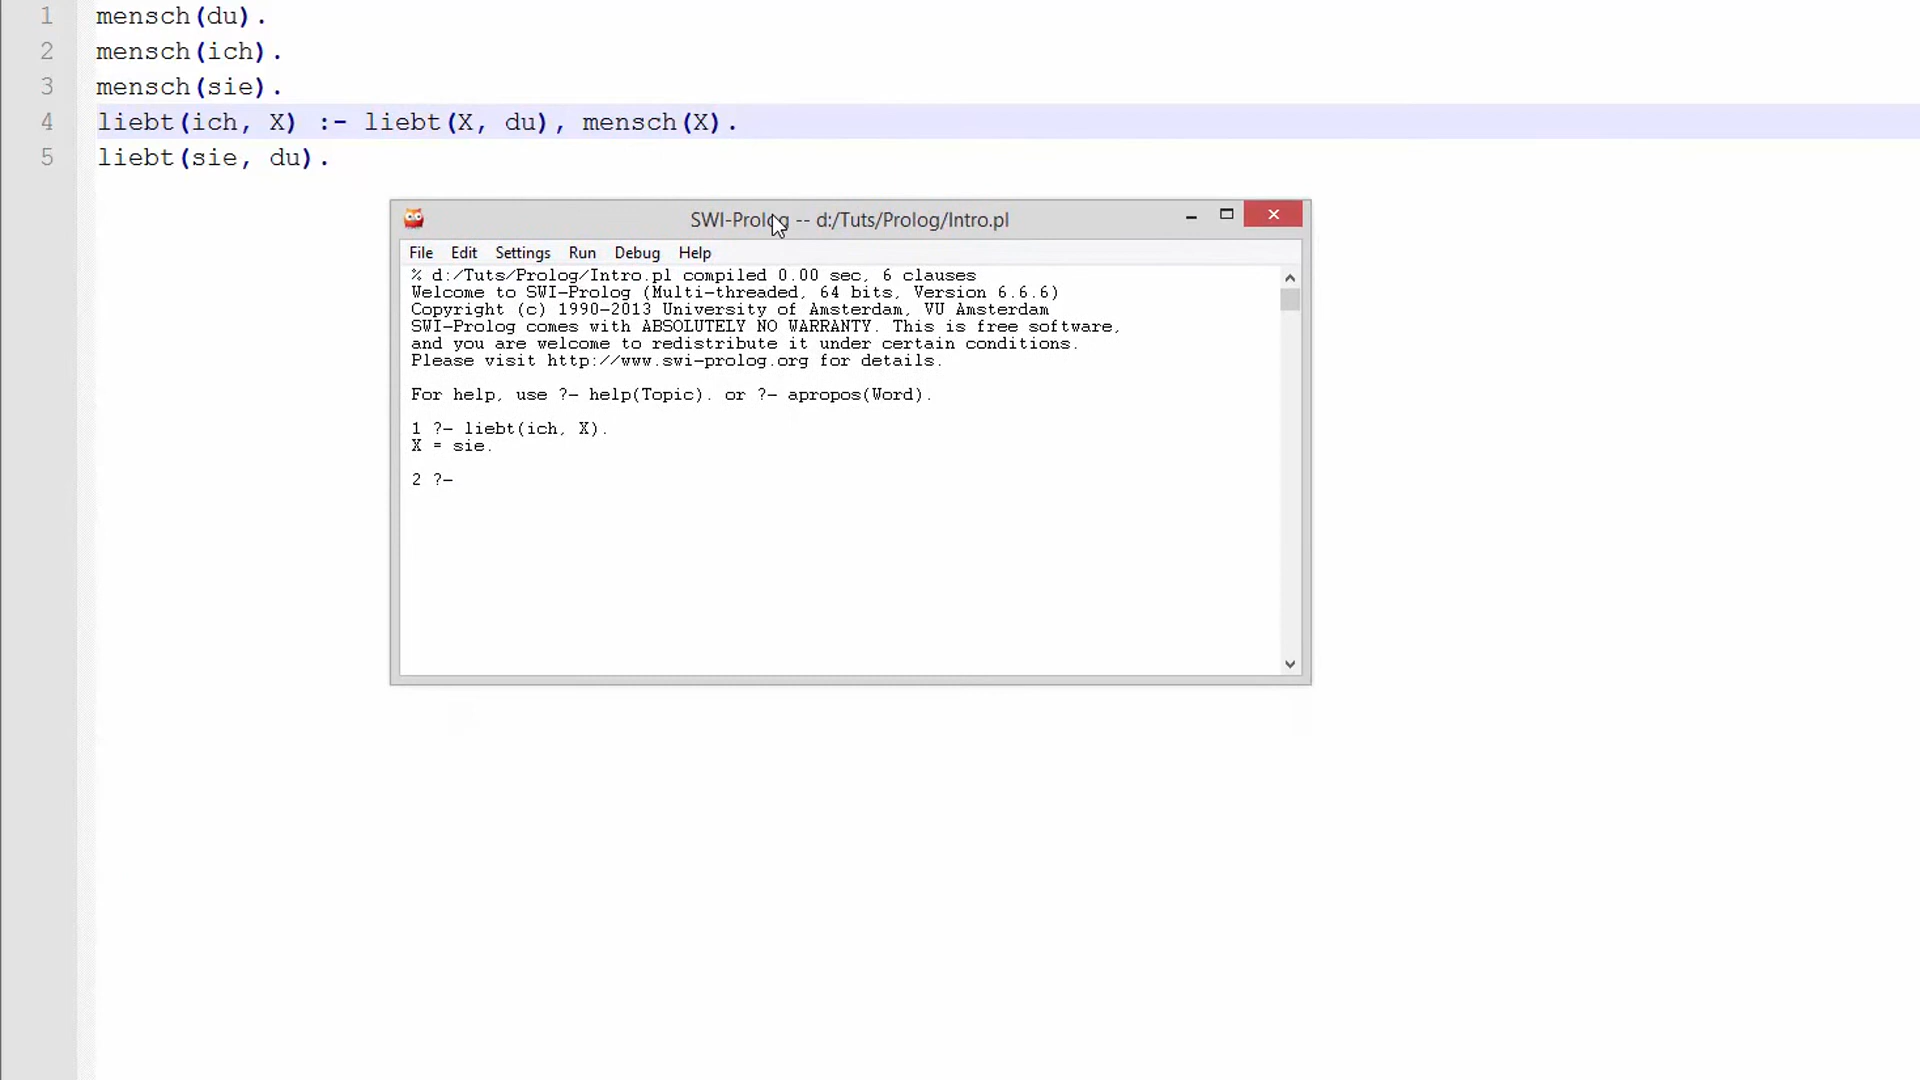 1 mensch(du).
2 mensch(ich).
3 mensch(sie).
4 liebt(ich, X) :- liebt(X, du), mensch(X).
5 liebt(sie, du).
SWI-Prolog -- d:/Tuts/Prolog/Intro.pl
File Edit Settings Run Debug Help
% d:/Tuts/Prolog/Intro.pl compiled 0.00 sec, 6 clauses
Welcome to SWI-Prolog (Multi-threaded, 64 bits, Version 6.6.6)
Copyright (c) 1990-2013 University of Amsterdam, VU Amsterdam
SWI-Prolog comes with ABSOLUTELY NO WARRANTY. This is free software,
and you are welcome to redistribute it under certain conditions.
Please visit http://www.swi-prolog.org for details.
For help, use ?- help(Topic). or ?- apropos(Word).
1 ?- liebt(ich, X).
X = sie.
2 ?-